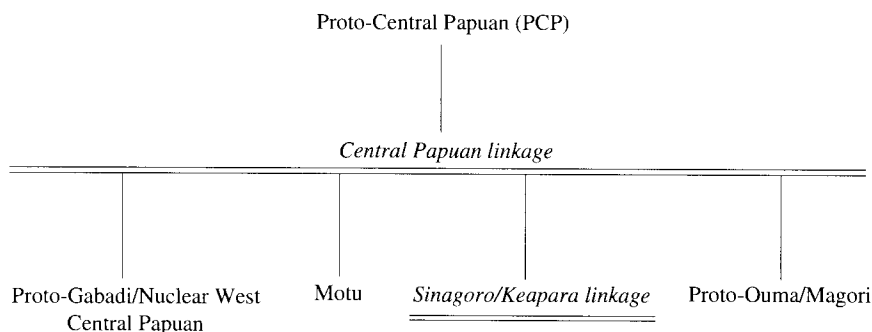 Proto-Central Papuan (PCP)
Central Papuan linkage
Proto-Gabadi/Nuclear West
Central Papuan
Motu
Sinagoro/Keapara linkage
Proto-Ouma/Magori